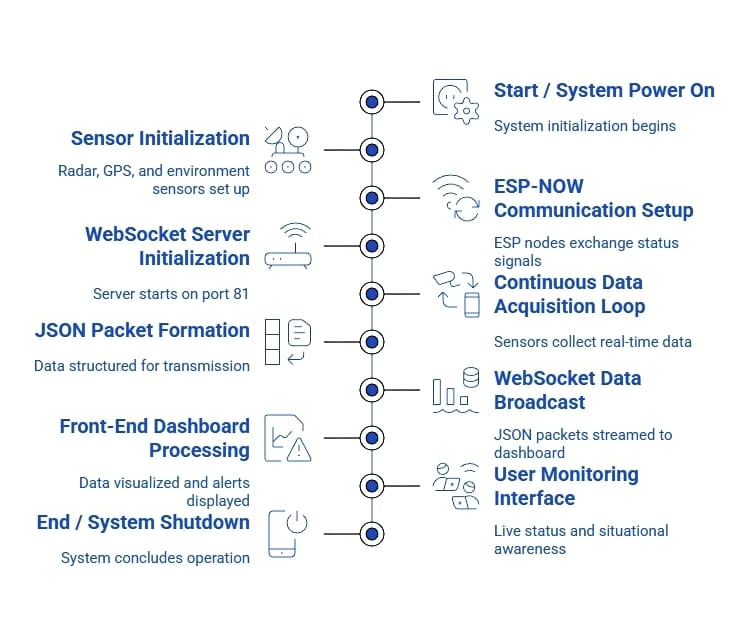 Start / System Power On
System initialization begins
Sensor Initialization
Radar, GPS, and environment
sensors set up
ESP-NOW
Communication Setup
ESP nodes exchange status
signals
WebSocket Server
Initialization
Server starts on port 81
Continuous Data
Acquisition Loop
Sensors collect real-time data
JSON Packet Formation
Data structured for transmission
WebSocket Data
Broadcast
JSON packets streamed to
dashboard
Front-End Dashboard
Processing
Data visualized and alerts
displayed
User Monitoring
Interface
Live status and situational
awareness
End / System Shutdown
System concludes operation